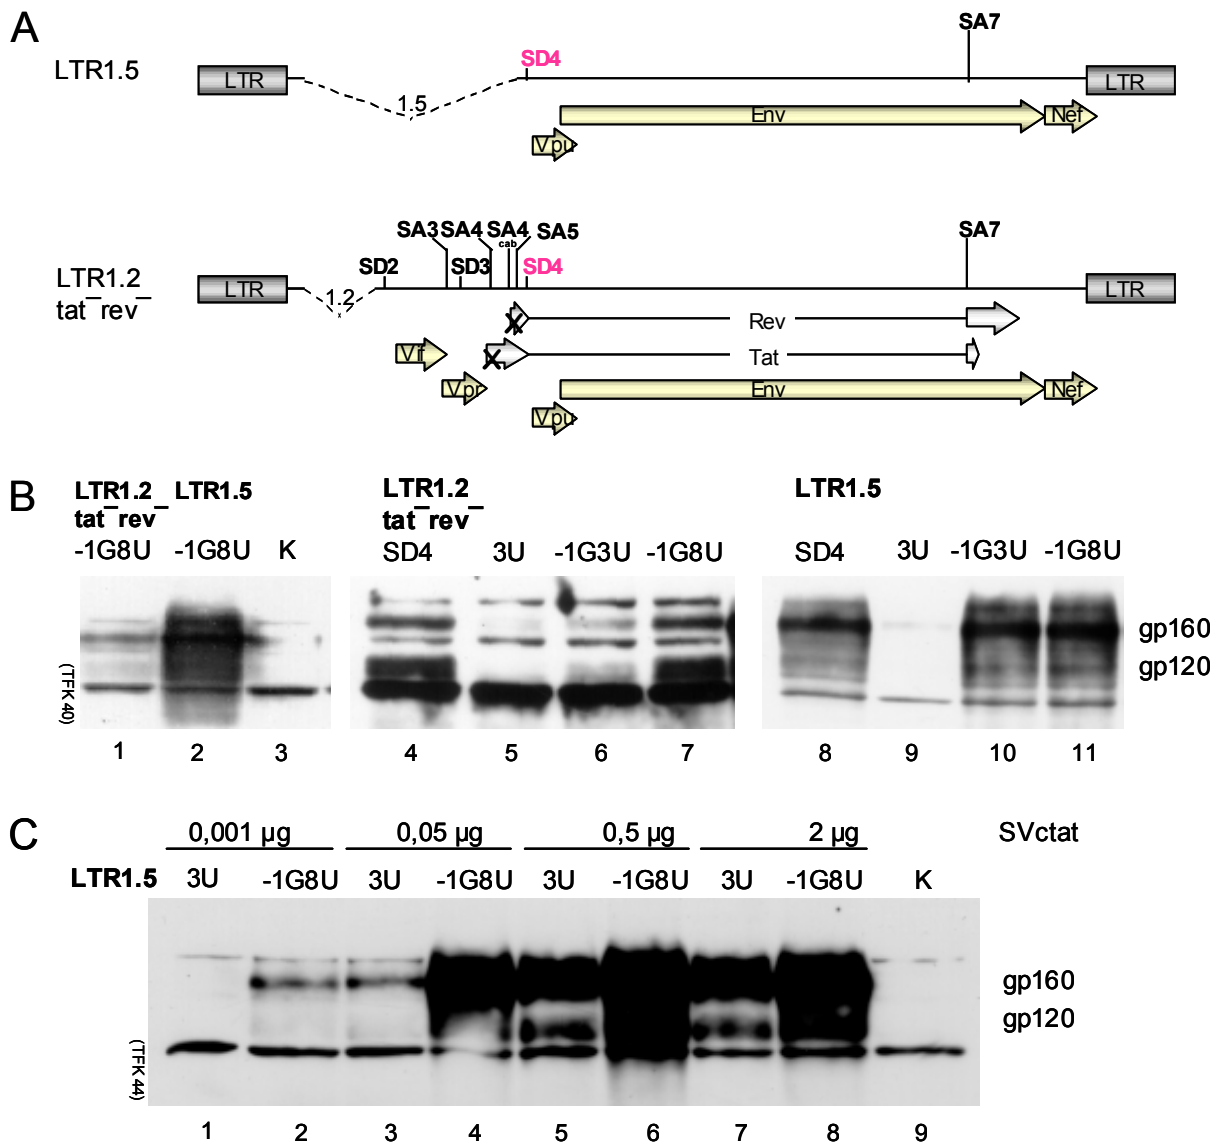 A
LTR1.5
LTR
1.5
SD4
SA7
LTR
Env
Nef
Vpu
SA3 SA4 SA4 SA5
cab
SA7
SD2 SD3 SD4
LTR1.2
tat⁻rev⁻
LTR
1.2
LTR
X
Rev
Vif
X
Tat
Vpr
Env
Nef
Vpu
B
LTR1.2 LTR1.5
tat⁻rev⁻
-1G8U -1G8U K
LTR1.2
tat⁻rev⁻
SD4 3U -1G3U -1G8U
LTR1.5
SD4 3U -1G3U -1G8U
gp160
gp120
(TFK 40)
1 2 3 4 5 6 7 8 9 10 11
C
0,001 µg 0,05 µg 0,5 µg 2 µg SVctat
LTR1.5 3U -1G8U 3U -1G8U 3U -1G8U 3U -1G8U K
gp160
gp120
(TFK 44)
1 2 3 4 5 6 7 8 9